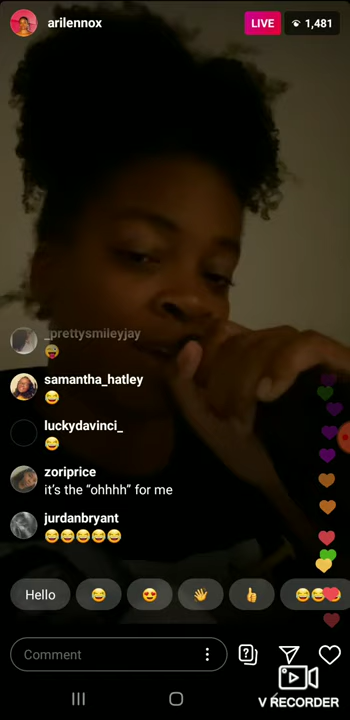 arilennox
LIVE
1,481
_prettysmileyjay
😝
samantha_hatley
😂
luckydavinci_
😂
zoriprice
it's the "ohhhh" for me
jurdanbryant
😂😂😂😂😂
Hello 😂 😍 👋 👍 😂😂
Comment
V RECORDER